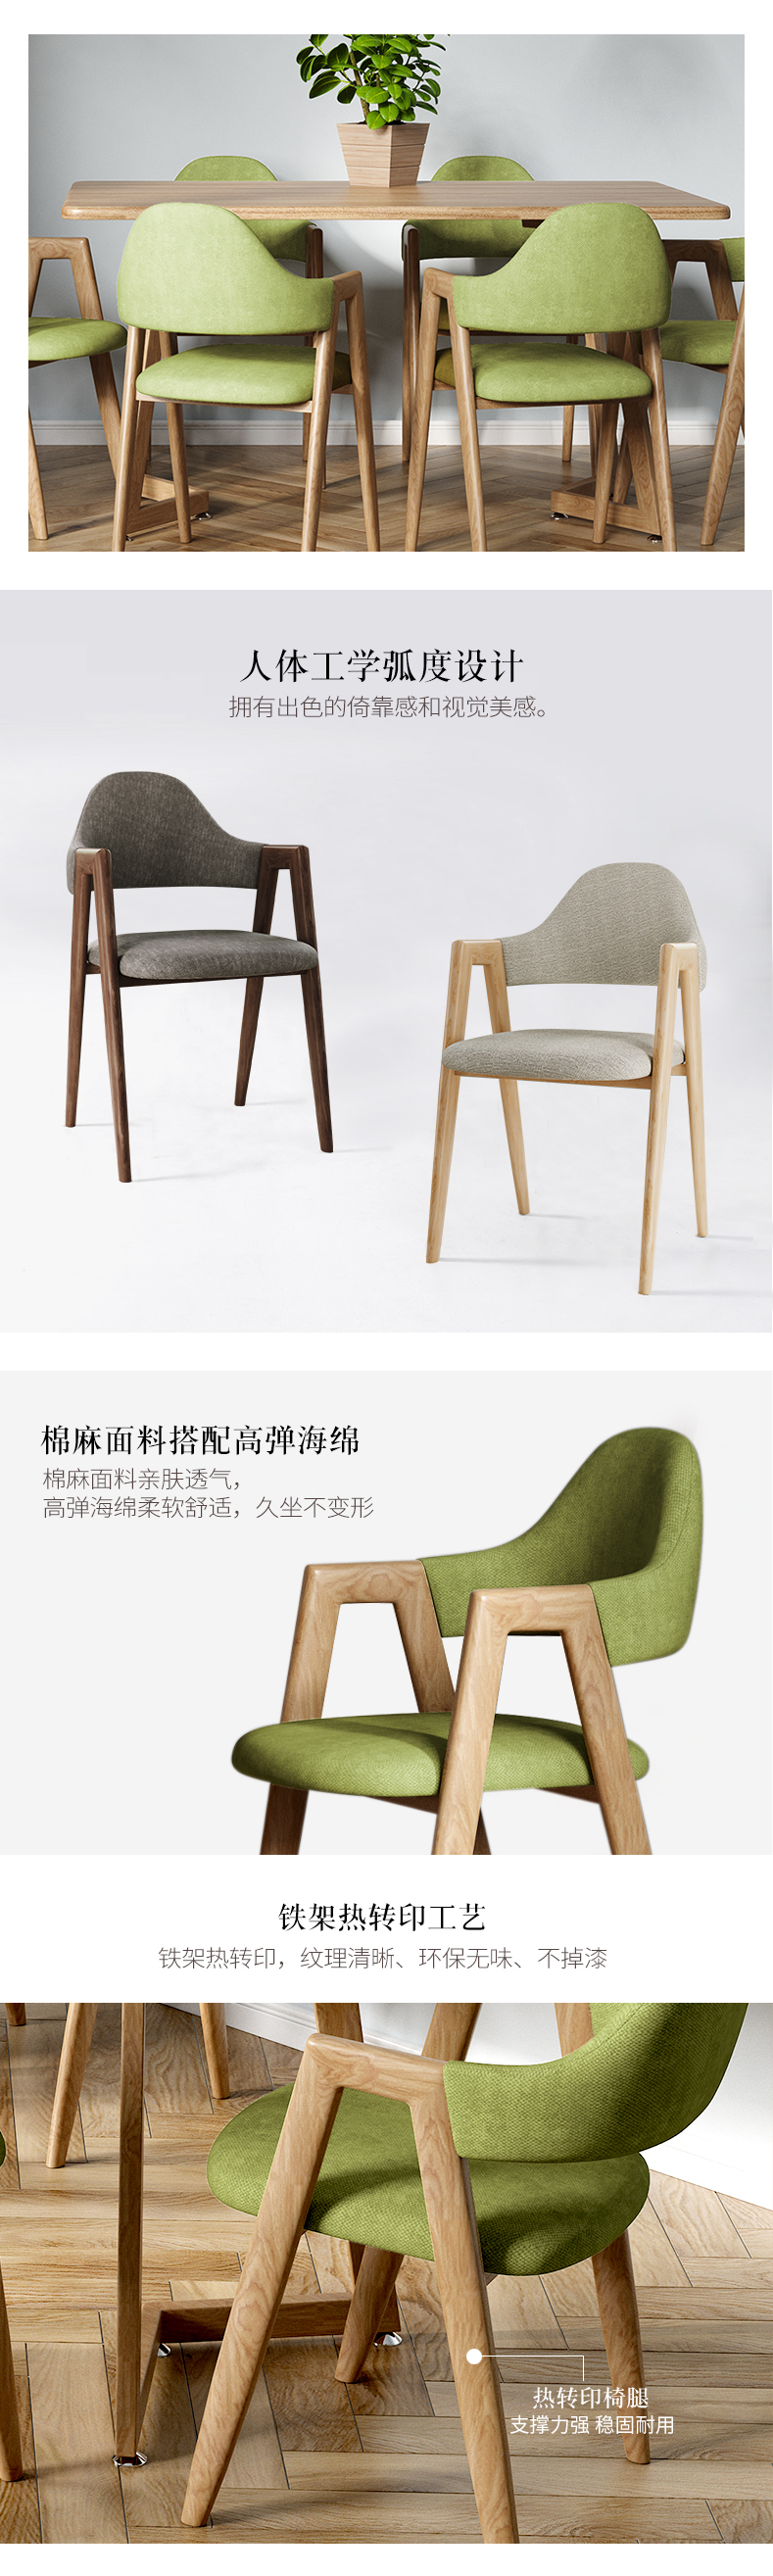 人体工学弧度设计
拥有出色的倚靠感和视觉美感。
棉麻面料搭配高弹海绵
棉麻面料亲肤透气，
高弹海绵柔软舒适，久坐不变形
铁架热转印工艺
铁架热转印，纹理清晰、环保无味、不掉漆
热转印椅腿
支撑力强 稳固耐用